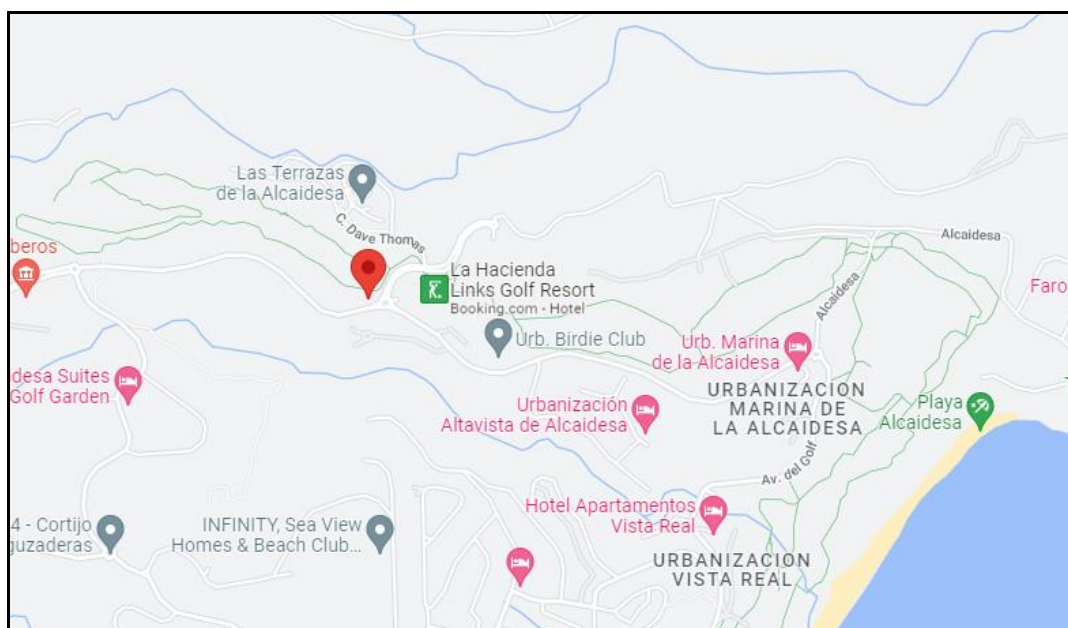 Las Terrazas
de la Alcaidesa
C. Dave Thomas
beros
Alcaidesa
La Hacienda
Links Golf Resort
Booking.com - Hotel
Faro
Alcaidesa
Urb. Birdie Club
Urb. Marina
de la Alcaidesa
desa Suites
Golf Garden
URBANIZACION
MARINA DE
LA ALCAIDESA
Playa
Alcaidesa
Urbanización
Altavista de Alcaidesa
Av. del Golf
Hotel Apartamentos
Vista Real
4 - Cortijo
guzaderas
INFINITY, Sea View
Homes & Beach Club...
URBANIZACION
VISTA REAL